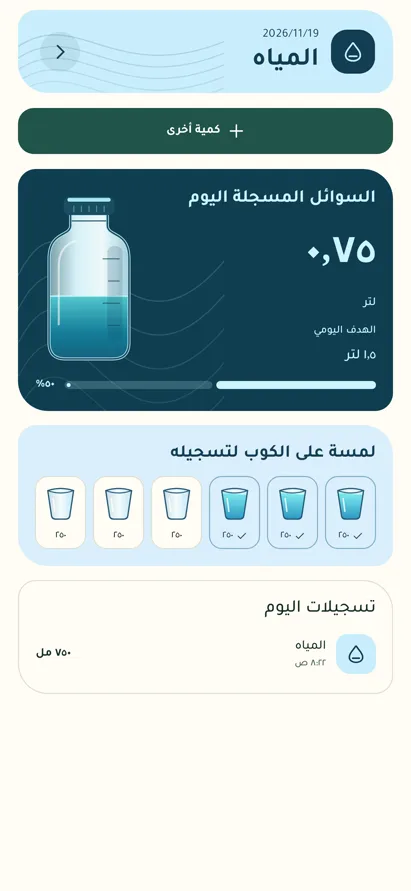 2026/11/19
المياه
كمية أخرى
السوائل المسجلة اليوم
٠,٧٥
لتر
الهدف اليومي
١,٥ لتر
%٥٠
لمسة على الكوب لتسجيله
٢٥٠
٢٥٠
٢٥٠
٢٥٠
٢٥٠
٢٥٠
تسجيلات اليوم
المياه
٧٥٠ مل
٨:٢٢ ص